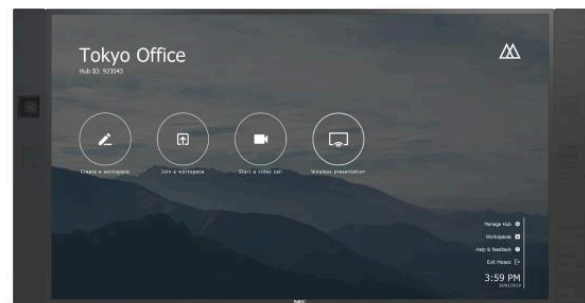 Tokyo Office
Hub ID: 923043
Create a workspace
Join a workspace
Start a video call
Wireless presentation
Manage Hub
Workspaces
Help & feedback
Exit Mosaic
3:59 PM
NEC